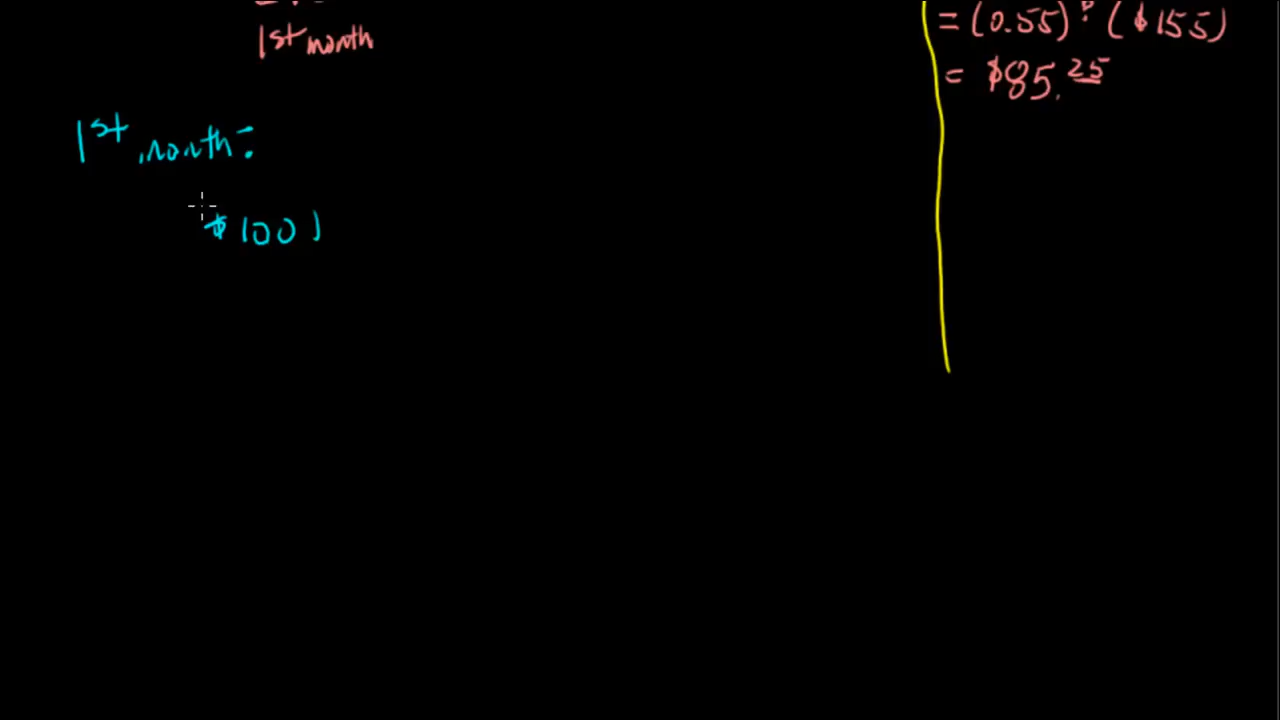 1st month
= (0.55) ($155)
= $85.25
1st month:
$100)